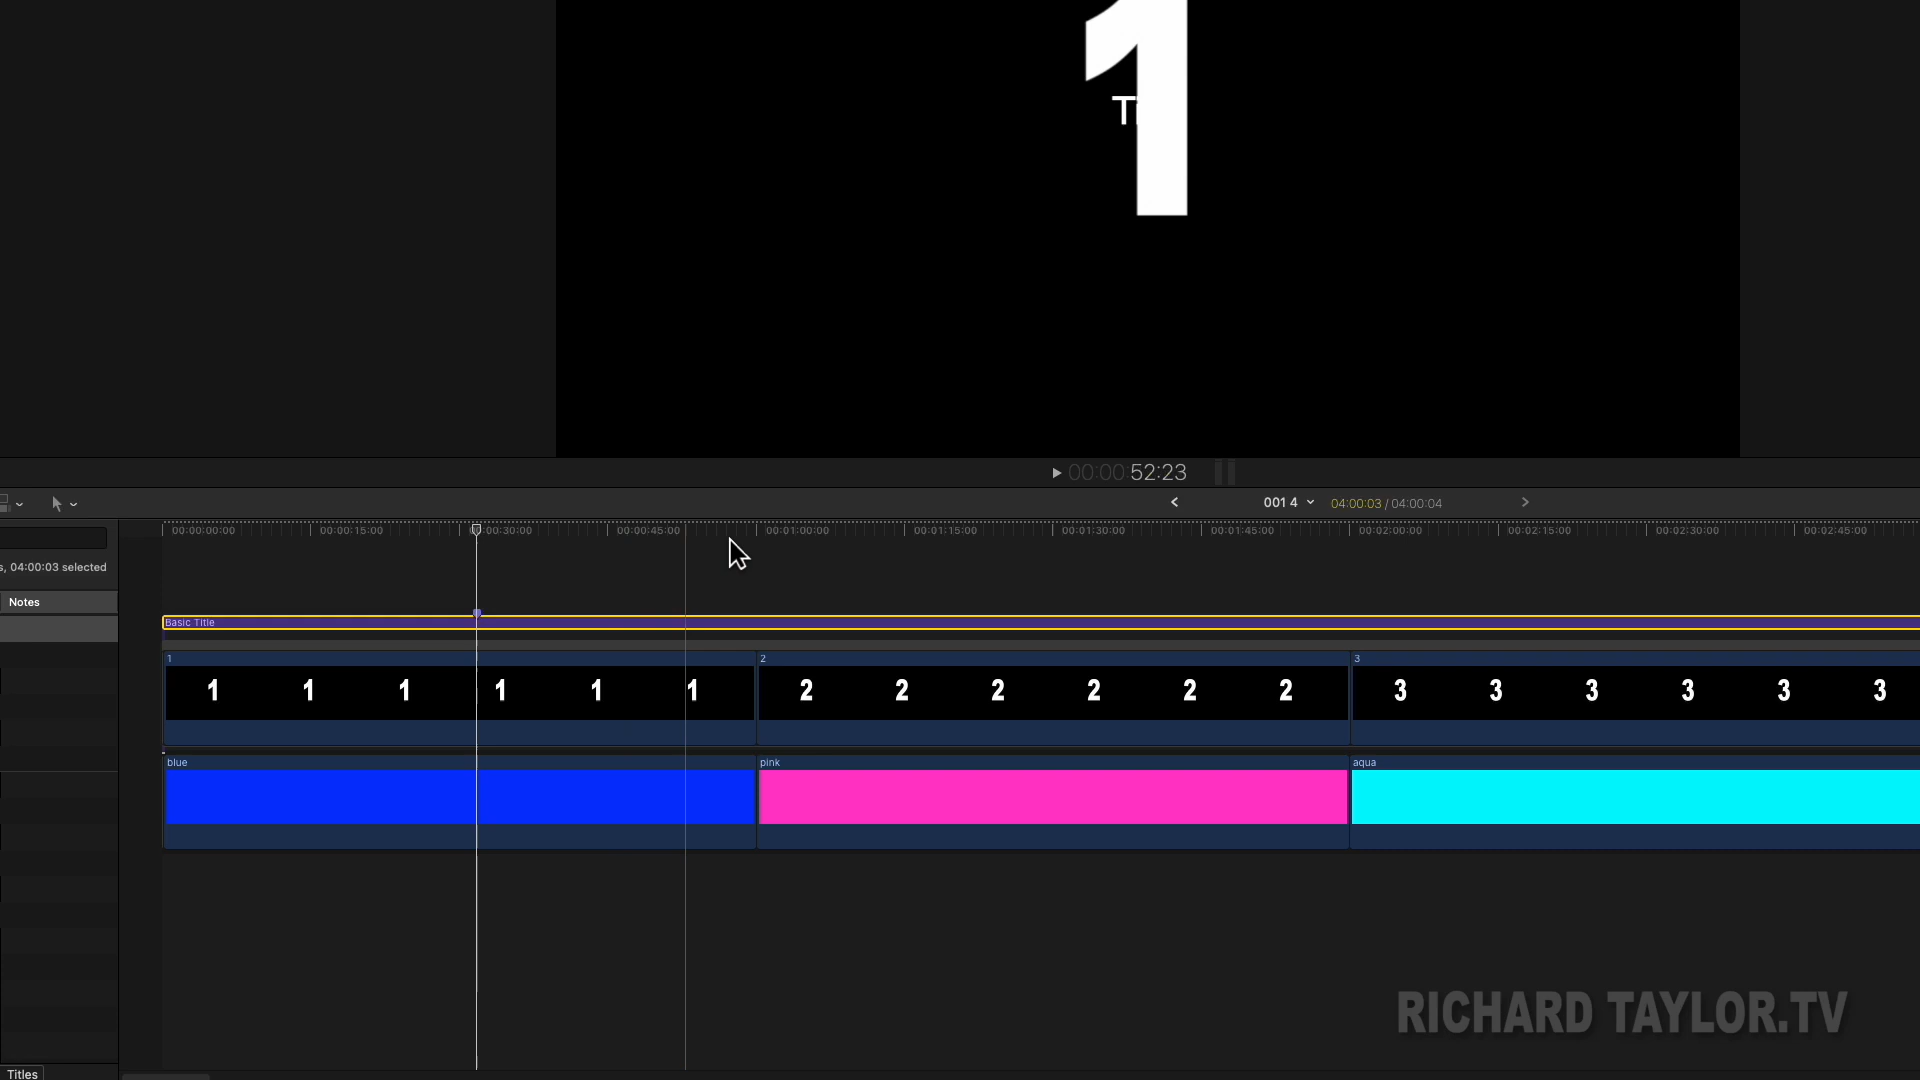 1
Ti
00:00:52:23
001 4
04:00:03 / 04:00:04
00:00:00:00
00:00:15:00
00:00:30:00
00:00:45:00
00:01:00:00
00:01:15:00
00:01:30:00
00:01:45:00
00:02:00:00
00:02:15:00
00:02:30:00
00:02:45:00
s, 04:00:03 selected
Notes
Basic Title
1
2
3
1 1 1 1 1 1 2 2 2 2 2 2 3 3 3 3 3 3
blue
pink
aqua
RICHARD TAYLOR.TV
Titles